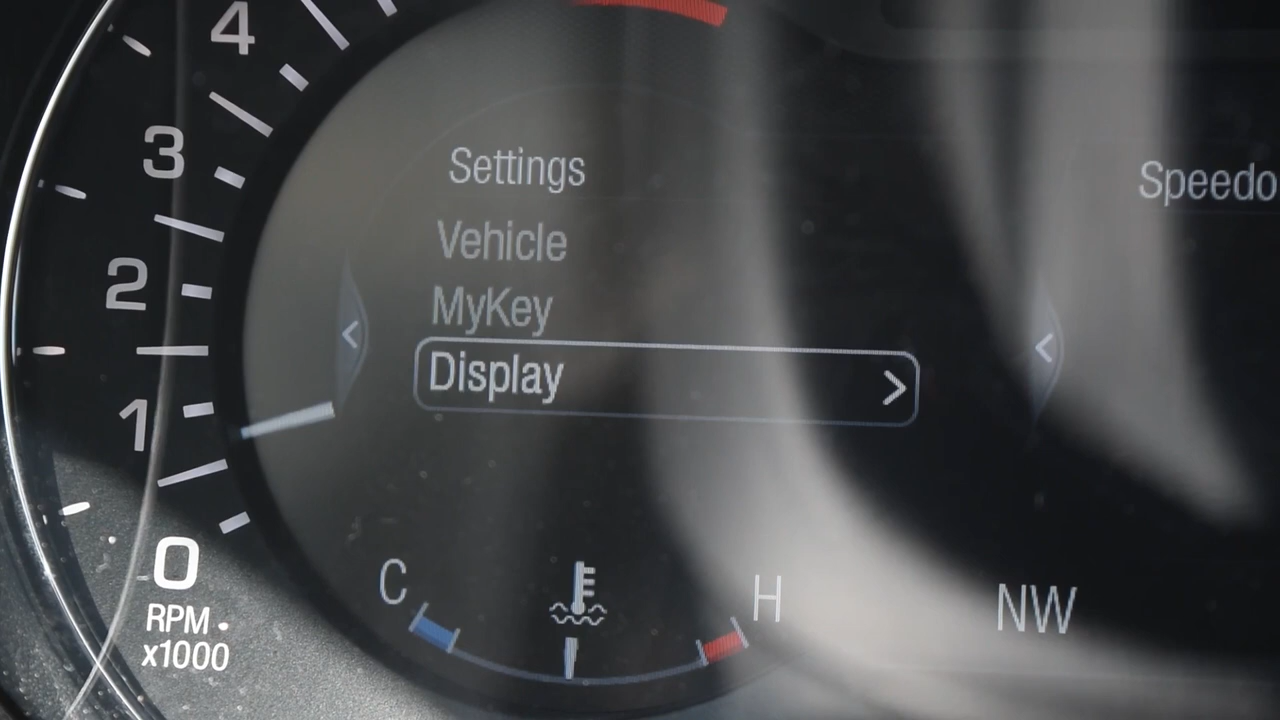 4
3
2
1
0
RPM
x1000
Settings
Vehicle
MyKey
Display
C
H
NW
Speedo